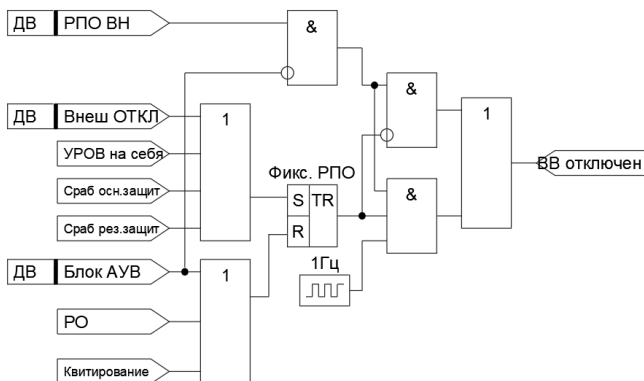 ДВ РПО ВН
&
&
ДВ Внеш ОТКЛ
1
1
УРОВ на себя
ВВ отключен
Фикс. РПО
Сраб осн.защит
S TR
&
Сраб рез.защит
R
ДВ Блок АУВ
1
1Гц
РО
Квитирование